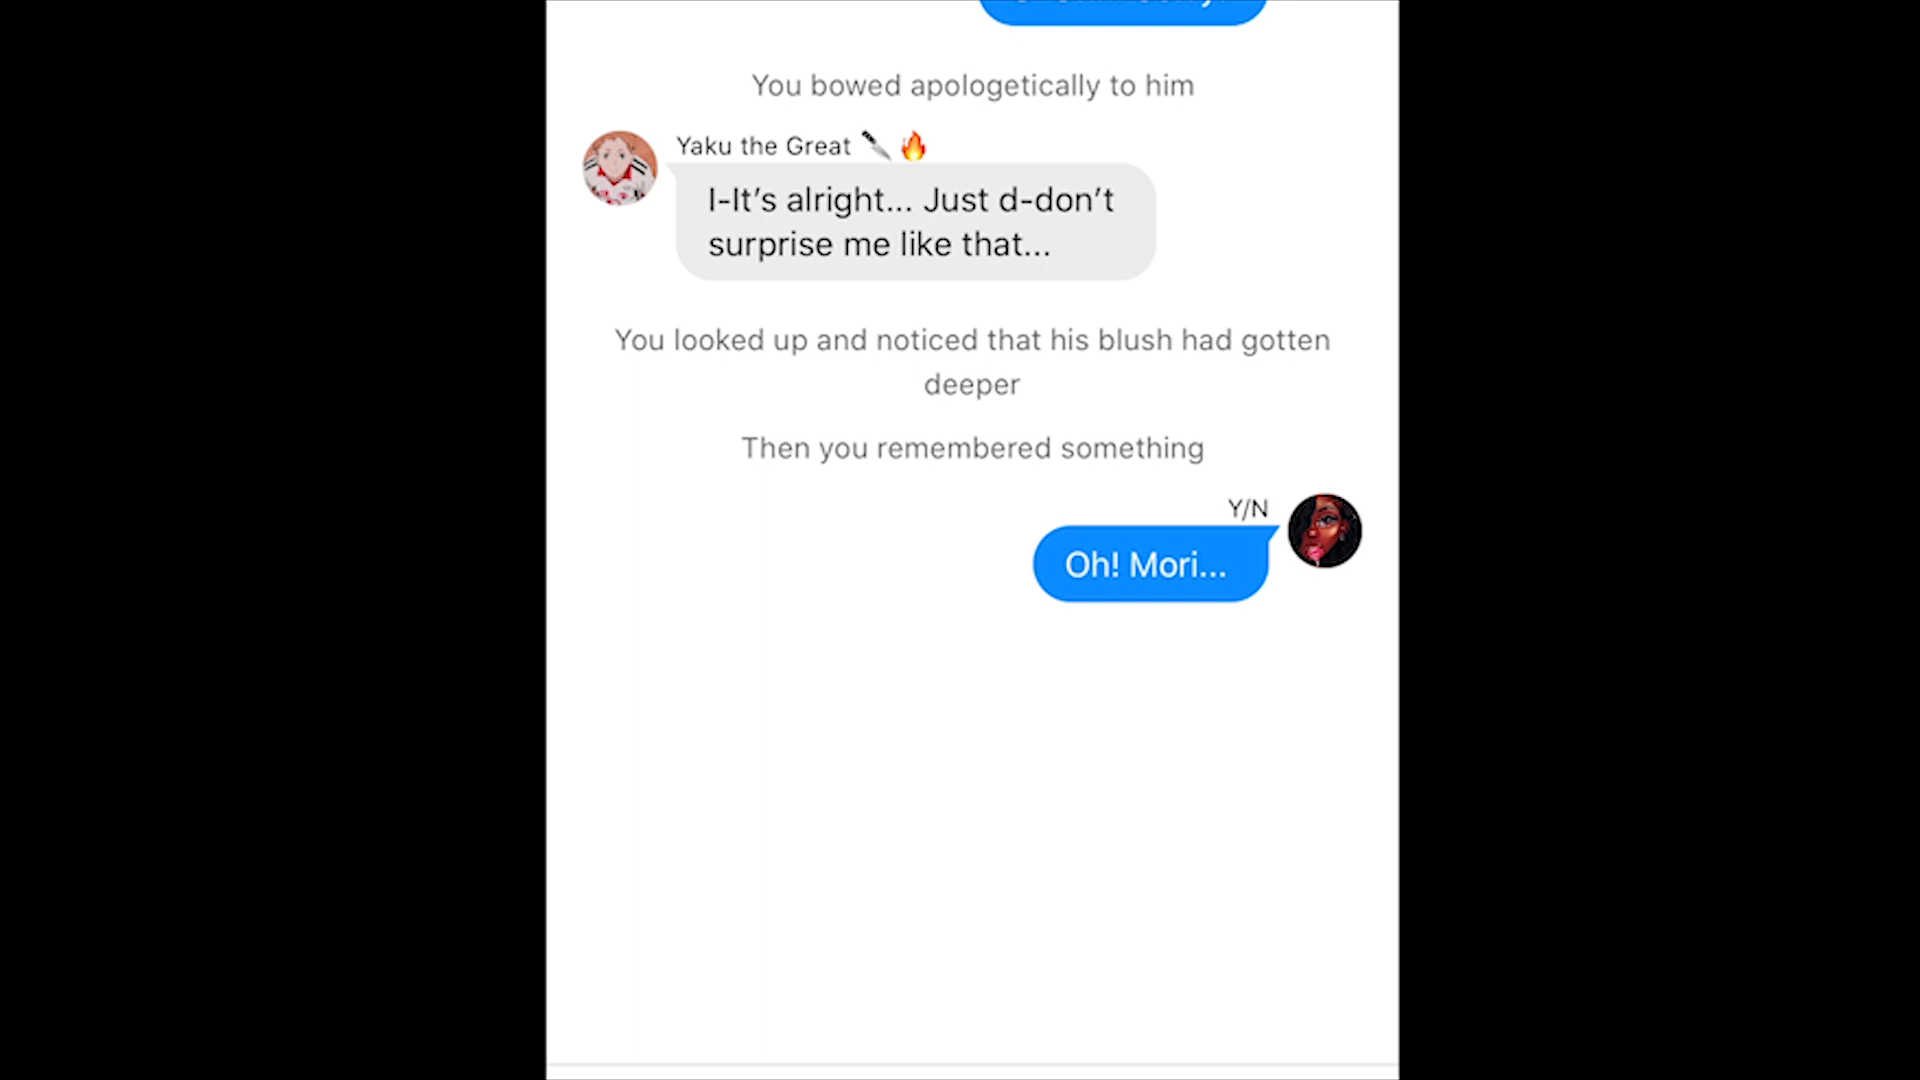 You bowed apologetically to him
Yaku the Great 🔪 🔥
I-It’s alright... Just d-don’t
surprise me like that...
You looked up and noticed that his blush had gotten
deeper
Then you remembered something
Y/N
Oh! Mori...